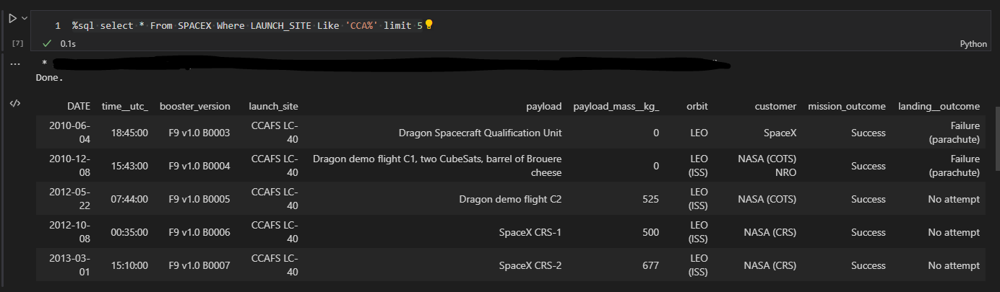 1 %sql select * From SPACEX Where LAUNCH_SITE Like 'CCA%' limit 5
[7] 0.1s Python
*
Done.
DATE time__utc_ booster_version launch_site payload payload_mass__kg_ orbit customer mission_outcome landing__outcome
2010-06-04 18:45:00 F9 v1.0 B0003 CCAFS LC-40 Dragon Spacecraft Qualification Unit 0 LEO SpaceX Success Failure (parachute)
2010-12-08 15:43:00 F9 v1.0 B0004 CCAFS LC-40 Dragon demo flight C1, two CubeSats, barrel of Brouere cheese 0 LEO (ISS) NASA (COTS) NRO Success Failure (parachute)
2012-05-22 07:44:00 F9 v1.0 B0005 CCAFS LC-40 Dragon demo flight C2 525 LEO (ISS) NASA (COTS) Success No attempt
2012-10-08 00:35:00 F9 v1.0 B0006 CCAFS LC-40 SpaceX CRS-1 500 LEO (ISS) NASA (CRS) Success No attempt
2013-03-01 15:10:00 F9 v1.0 B0007 CCAFS LC-40 SpaceX CRS-2 677 LEO (ISS) NASA (CRS) Success No attempt